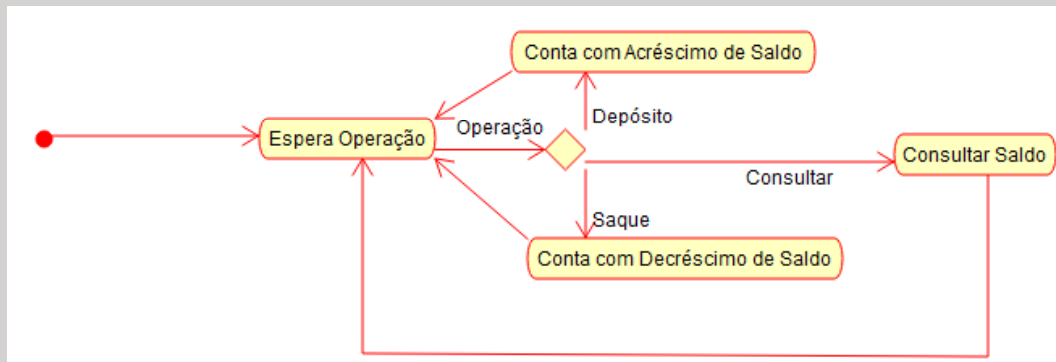 Conta com Acréscimo de Saldo
Depósito
Operação
Espera Operação
Consultar Saldo
Consultar
Saque
Conta com Decréscimo de Saldo